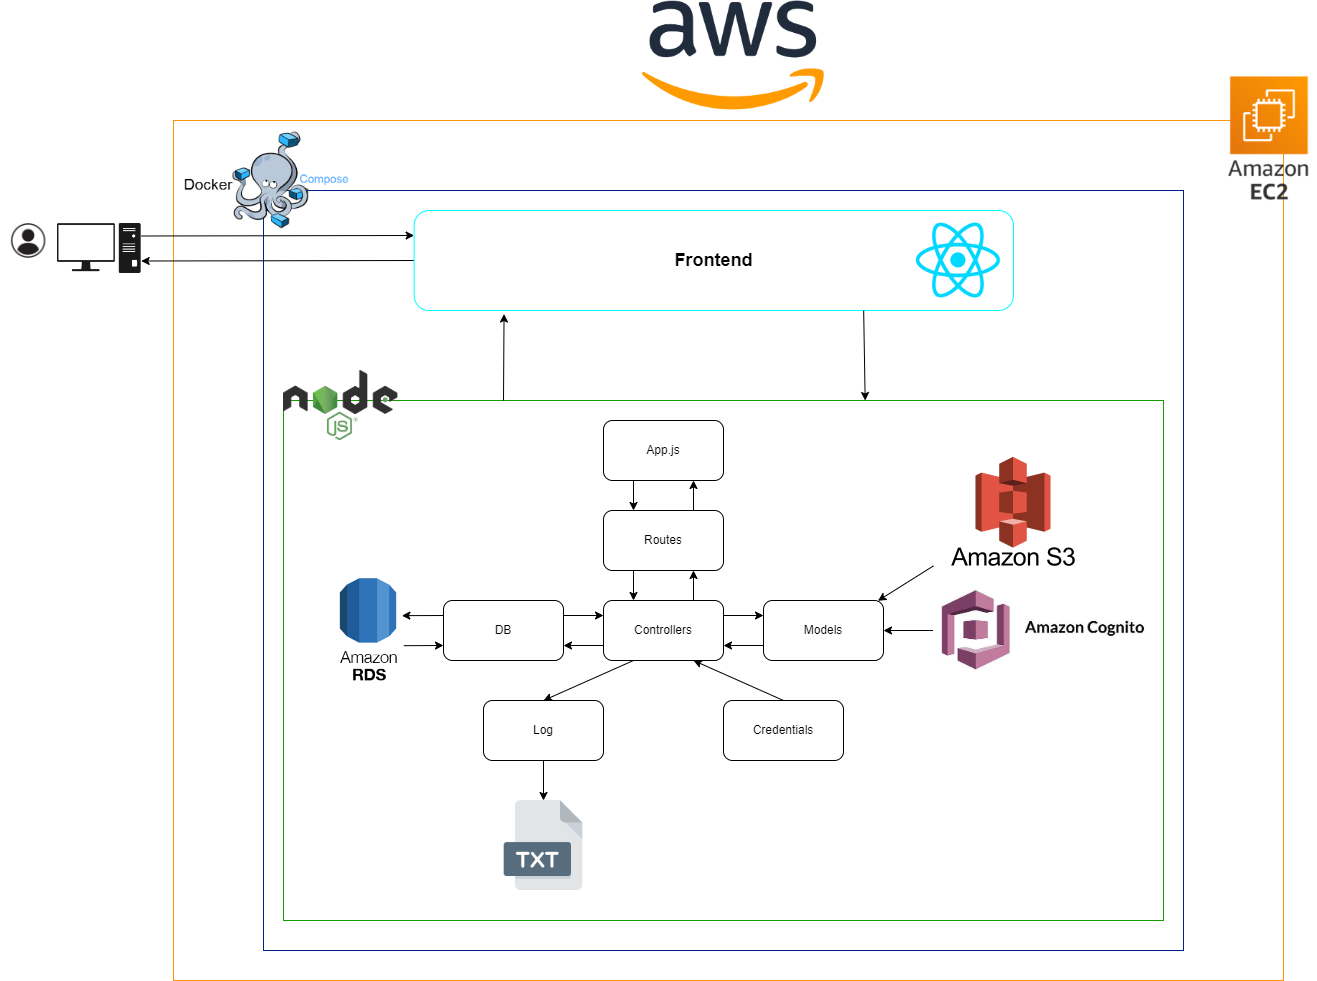 aws
Amazon
EC2
Docker
Compose
Frontend
node
JS
App.js
Amazon S3
Routes
Amazon
RDS
DB
Controllers
Models
Amazon Cognito
Log
Credentials
TXT